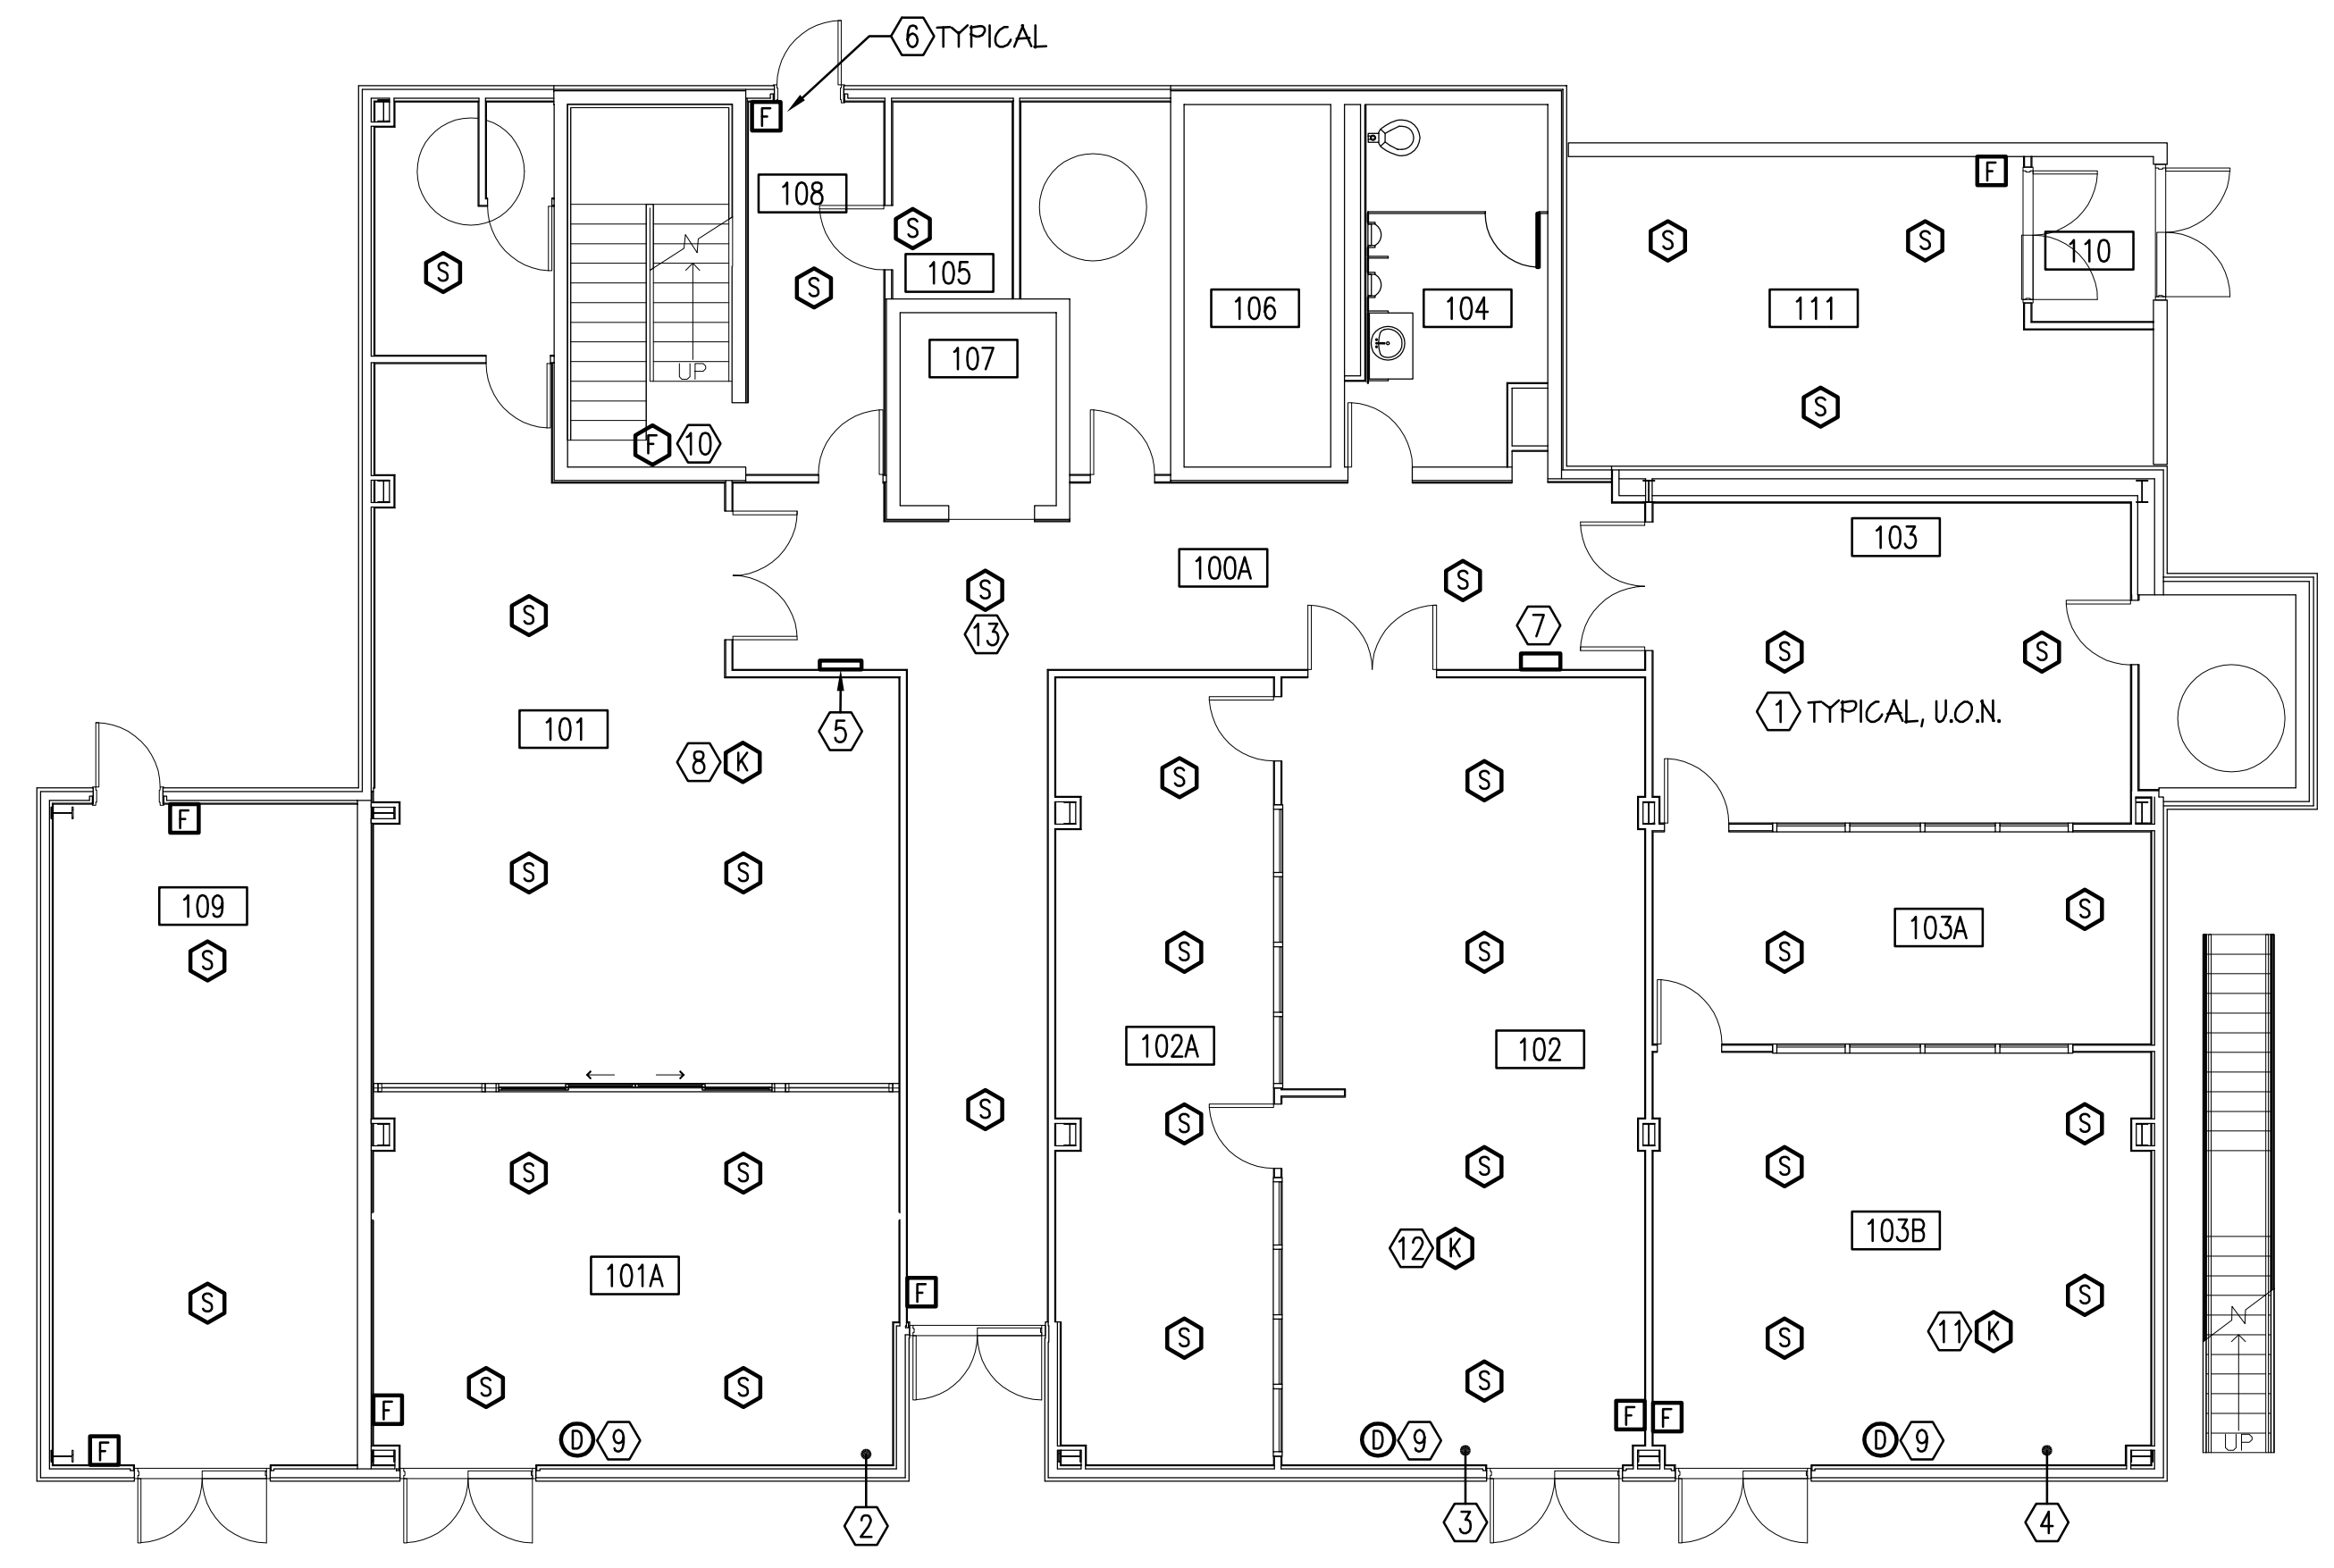 6 TYPICAL
F
F
108
S
S
S
S
110
105
S
111
106
104
107
UP
S
F 10
103
100A
S
S
S
13
7
S
S
1 TYPICAL, U.O.N.
101
5
8 K
S
S
F
S
S
109
S
103A
S
S
S
S
S
102A
102
S
S
S
S
S
S
S
103B
12 K
101A
F
S
S
11 K
S
S
S
S
S
F
F
F
D 9
D 9
D 9
F
UP
2
3
4